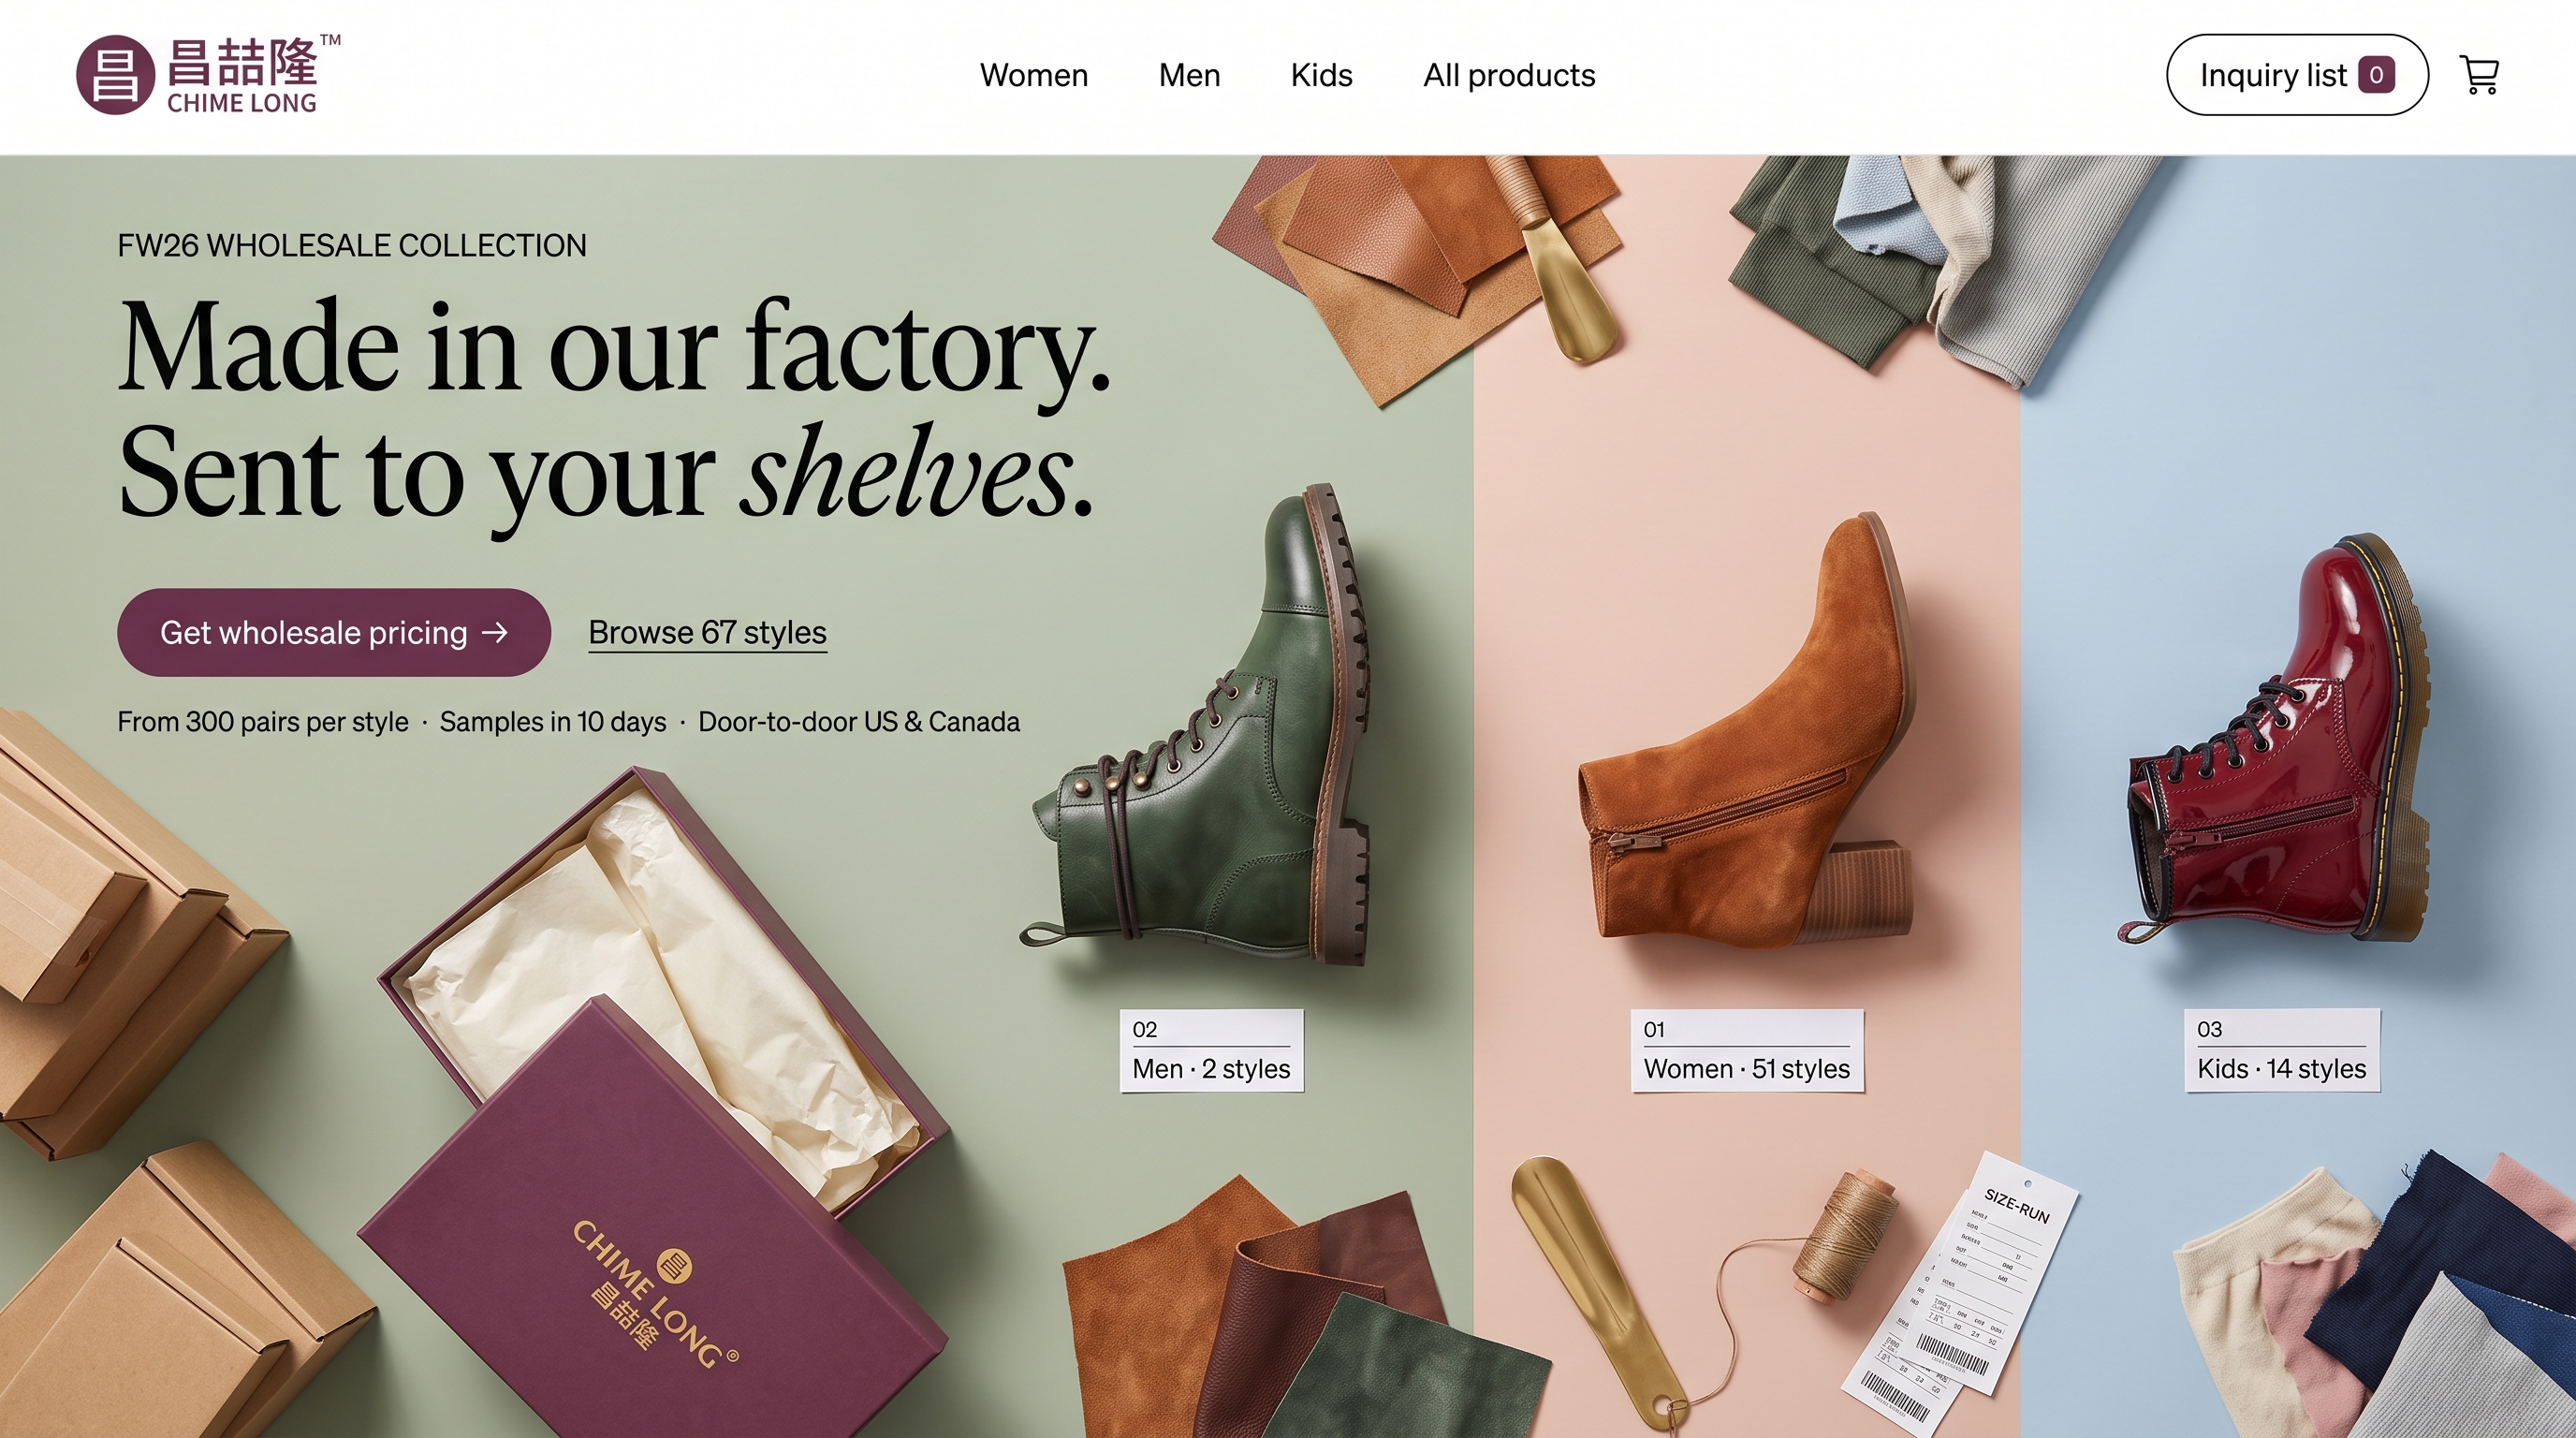 昌 昌喆隆™
CHIME LONG
Women Men Kids All products
Inquiry list 0
FW26 WHOLESALE COLLECTION
Made in our factory.
Sent to your shelves.
Get wholesale pricing →
Browse 67 styles
From 300 pairs per style · Samples in 10 days · Door-to-door US & Canada
02
Men · 2 styles
01
Women · 51 styles
03
Kids · 14 styles
昌
CHIME LONG®
昌喆隆
SIZE-RUN